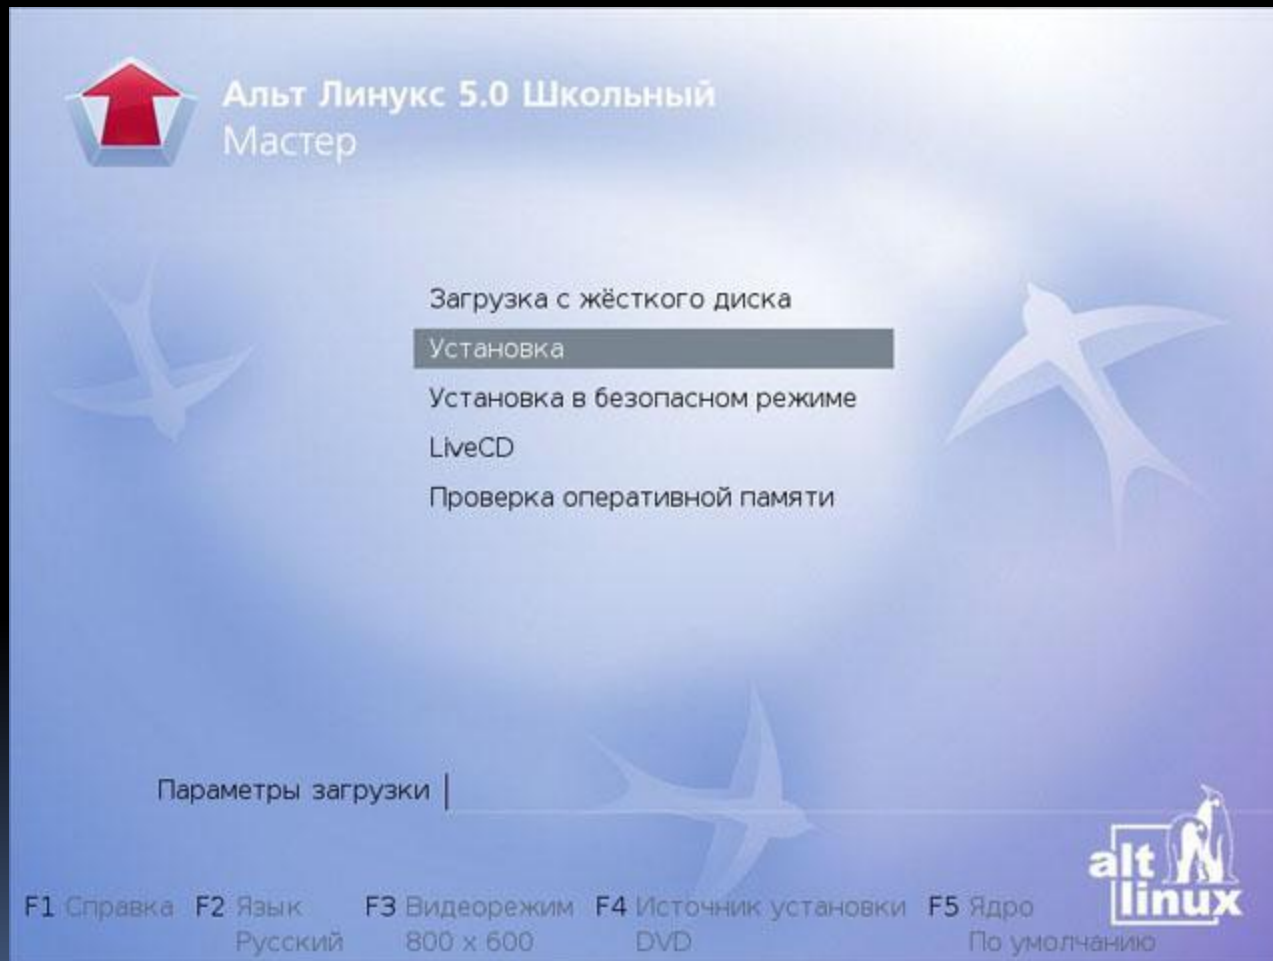 Альт Линукс 5.0 Школьный
Мастер
Загрузка с жёсткого диска
Установка
Установка в безопасном режиме
LiveCD
Проверка оперативной памяти
Параметры загрузки
alt
linux
F1 Справка F2 Язык F3 Видеорежим F4 Источник установки F5 Ядро
Русский 800 x 600 DVD По умолчанию